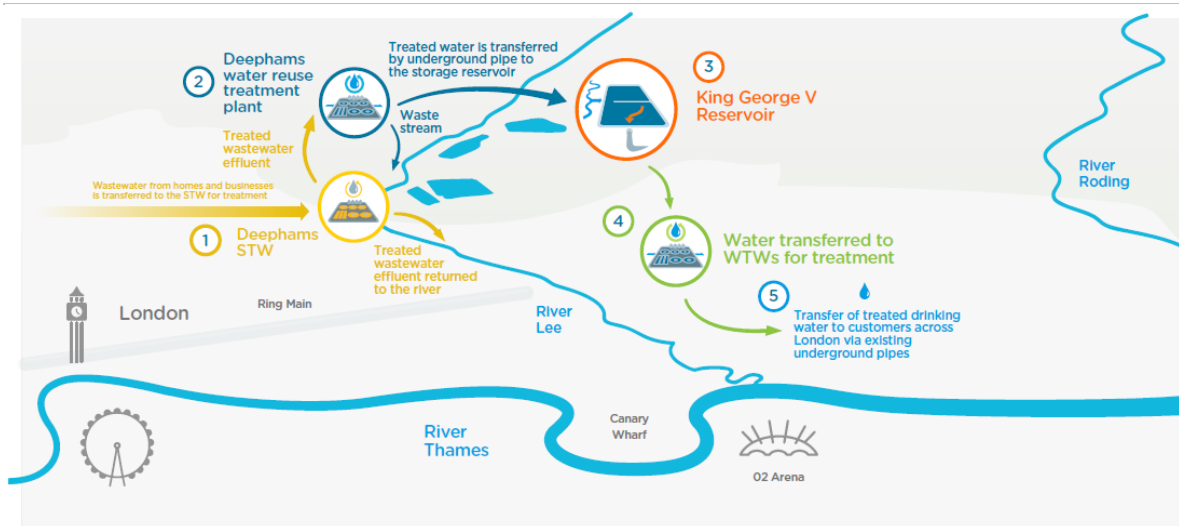 2
Deephams
water reuse
treatment
plant
Treated water is transferred
by underground pipe to
the storage reservoir
3
King George V
Reservoir
Waste
stream
Treated
wastewater
effluent
Wastewater from homes and businesses
is transferred to the STW for treatment
1
Deephams
STW
Treated
wastewater
effluent returned
to the river
River
Roding
4
Water transferred to
WTWs for treatment
5
Transfer of treated drinking
water to customers across
London via existing
underground pipes
London
Ring Main
River
Lee
River
Thames
Canary
Wharf
O2 Arena